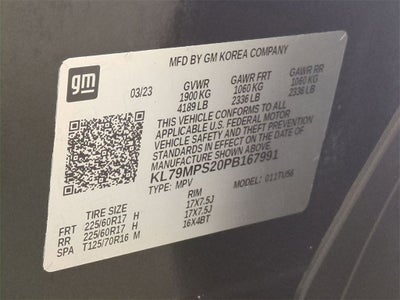 gm
MFD BY GM KOREA COMPANY
03/23 GVWR GAWR FRT GAWR RR
1900 KG 1060 KG 1060 KG
4189 LB 2336 LB 2336 LB
THIS VEHICLE CONFORMS TO ALL
APPLICABLE U.S. FEDERAL MOTOR
VEHICLE SAFETY STANDARDS IN
EFFECT ON THE DATE OF
MANUFACTURE SHOWN ABOVE.
KL79MPS20PB167991
TYPE: MPV MODEL: 011TU56
TIRE SIZE RIM
FRT 225/60R17 H 17X7.5J
RR 225/60R17 H 17X7.5J
SPA T125/70R16 M 16X4BT